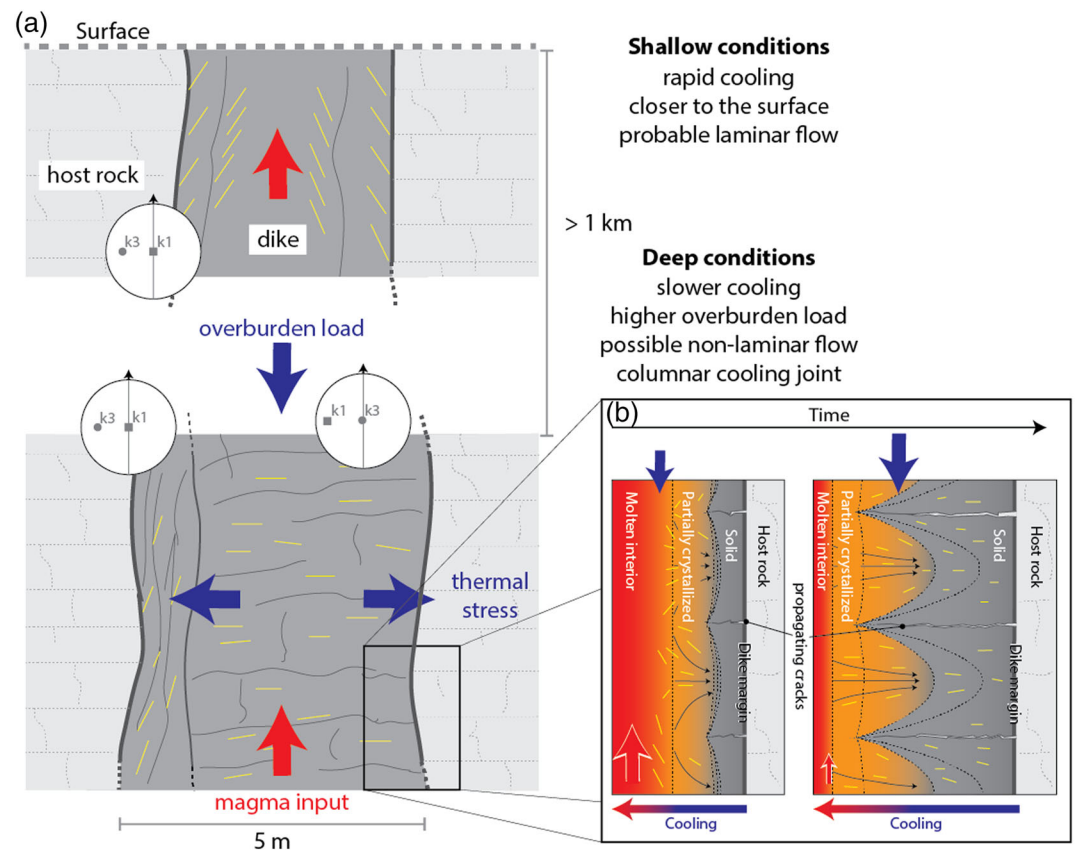 (a)
Surface
host rock
k3
k1
dike
> 1 km
Shallow conditions
rapid cooling
closer to the surface
probable laminar flow
Deep conditions
slower cooling
higher overburden load
possible non-laminar flow
columnar cooling joint
overburden load
k3
k1
k1
k3
thermal
stress
magma input
5 m
(b)
Time
Molten interior
Partially crystallized
Solid
Host rock
Dike margin
propagating cracks
Molten interior
Partially crystallized
Solid
Host rock
Dike margin
Cooling
Cooling